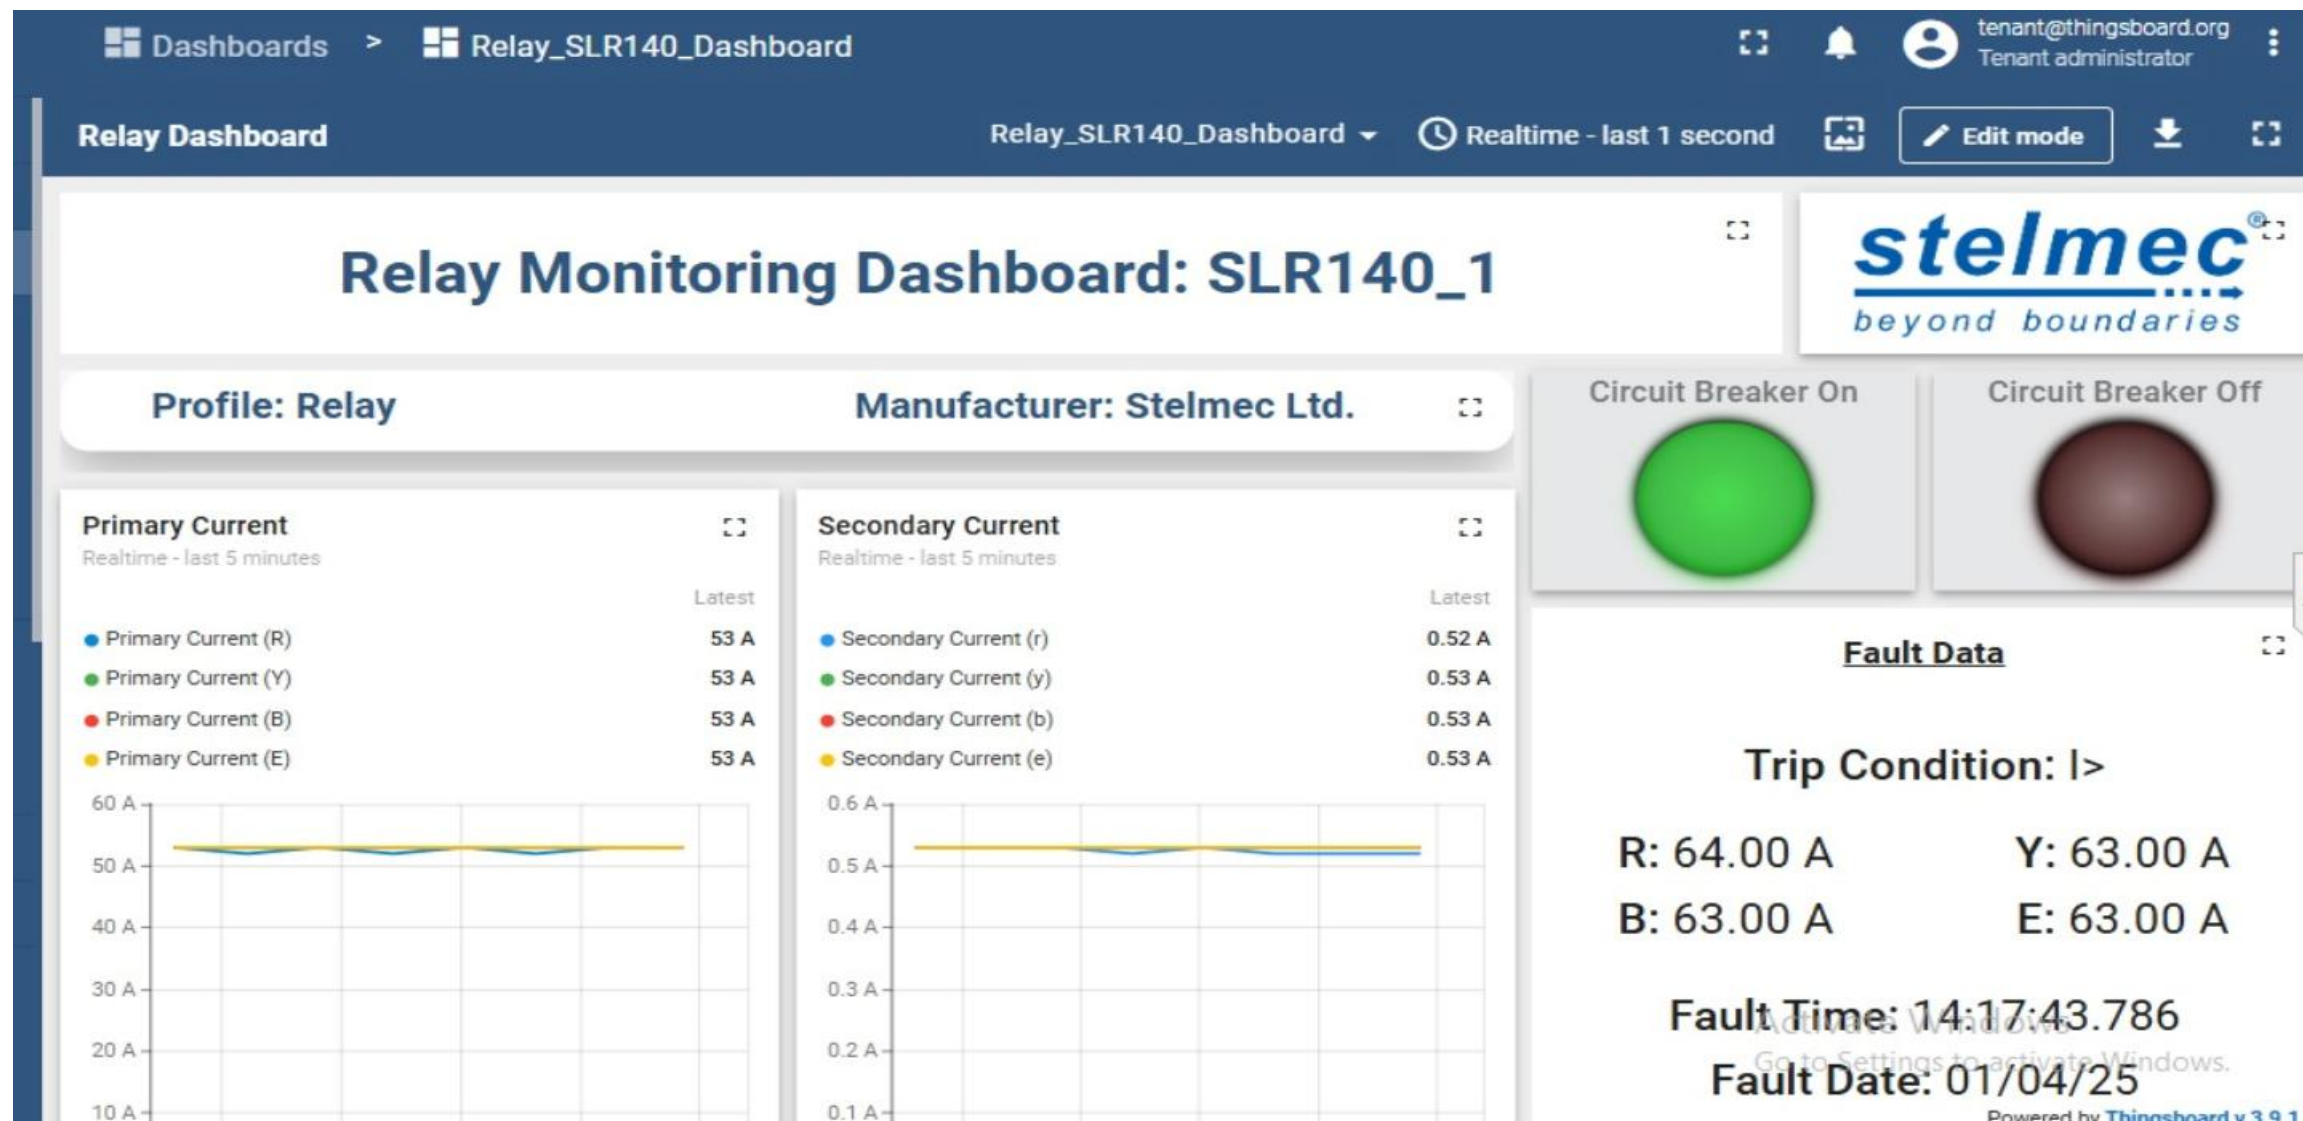 Dashboards > Relay_SLR140_Dashboard
tenant@thingsboard.org
Tenant administrator
Relay Dashboard
Relay_SLR140_Dashboard
Realtime - last 1 second
Edit mode
Relay Monitoring Dashboard: SLR140_1
stelmec®
beyond boundaries
Profile: Relay
Manufacturer: Stelmec Ltd.
Circuit Breaker On
Circuit Breaker Off
Primary Current
Realtime - last 5 minutes
Latest
Primary Current (R) 53 A
Primary Current (Y) 53 A
Primary Current (B) 53 A
Primary Current (E) 53 A
60 A
50 A
40 A
30 A
20 A
10 A
Secondary Current
Realtime - last 5 minutes
Latest
Secondary Current (r) 0.52 A
Secondary Current (y) 0.53 A
Secondary Current (b) 0.53 A
Secondary Current (e) 0.53 A
0.6 A
0.5 A
0.4 A
0.3 A
0.2 A
0.1 A
Fault Data
Trip Condition: I>
R: 64.00 A Y: 63.00 A
B: 63.00 A E: 63.00 A
Fault Time: 14:17:43.786
Activate Windows
Go to Settings to activate Windows.
Fault Date: 01/04/25
Powered by Thingsboard v.3.9.1